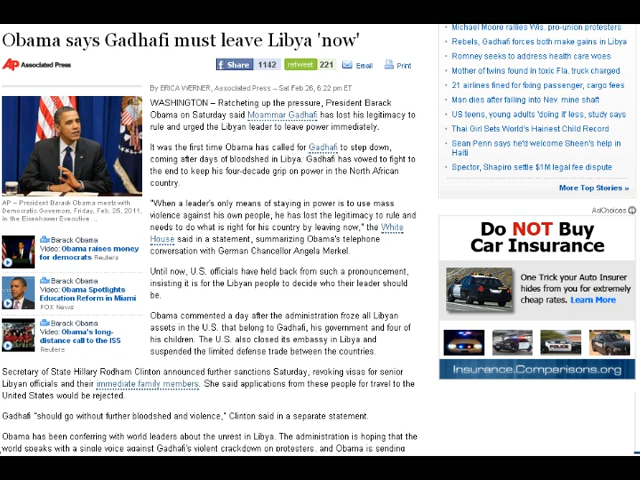 Obama says Gadhafi must leave Libya 'now'
AP Associated Press
Share 1142 retweet 221 Email Print
By ERICA WERNER, Associated Press – Sat Feb 26, 6:22 pm ET
WASHINGTON – Ratcheting up the pressure, President Barack
Obama on Saturday said Moammar Gadhafi has lost his legitimacy to
rule and urged the Libyan leader to leave power immediately.
It was the first time Obama has called for Gadhafi to step down,
coming after days of bloodshed in Libya. Gadhafi has vowed to fight to
the end to keep his four-decade grip on power in the North African
country.
"When a leader's only means of staying in power is to use mass
violence against his own people, he has lost the legitimacy to rule and
needs to do what is right for his country by leaving now," the White
House said in a statement, summarizing Obama's telephone
conversation with German Chancellor Angela Merkel.
Until now, U.S. officials have held back from such a pronouncement,
insisting it is for the Libyan people to decide who their leader should
be.
Obama commented a day after the administration froze all Libyan
assets in the U.S. that belong to Gadhafi, his government and four of
his children. The U.S. also closed its embassy in Libya and
suspended the limited defense trade between the countries.
AP – President Barack Obama meets with
Democratic Governors, Friday, Feb. 25, 2011,
in the Eisenhower Executive ...
Barack Obama
Video: Obama raises money
for democrats Reuters
Barack Obama
Video: Obama Spotlights
Education Reform in Miami
FOX News
Barack Obama
Video: Obama's long-
distance call to the ISS
Reuters
Secretary of State Hillary Rodham Clinton announced further sanctions Saturday, revoking visas for senior
Libyan officials and their immediate family members. She said applications from these people for travel to the
United States would be rejected.
Gadhafi "should go without further bloodshed and violence," Clinton said in a separate statement.
Obama has been conferring with world leaders about the unrest in Libya. The administration is hoping that the
world speaks with a single voice against Gadhafi's violent crackdown on protesters, and Obama is sending
Michael Moore rallies Wis. pro-union protesters
Rebels, Gadhafi forces both make gains in Libya
Romney seeks to address health care woes
Mother of twins found in toxic Fla. truck charged
21 airlines fined for fixing passenger, cargo fees
Man dies after falling into Nev. mine shaft
US teens, young adults 'doing it' less, study says
Thai Girl Sets World's Hairiest Child Record
Sean Penn says he'd welcome Sheen's help in
Haiti
Spector, Shapiro settle $1M legal fee dispute
More Top Stories »
AdChoices
Do NOT Buy
Car Insurance
One Trick your Auto Insurer
hides from you for extremely
cheap rates. Learn More
Insurance.Comparisons.org